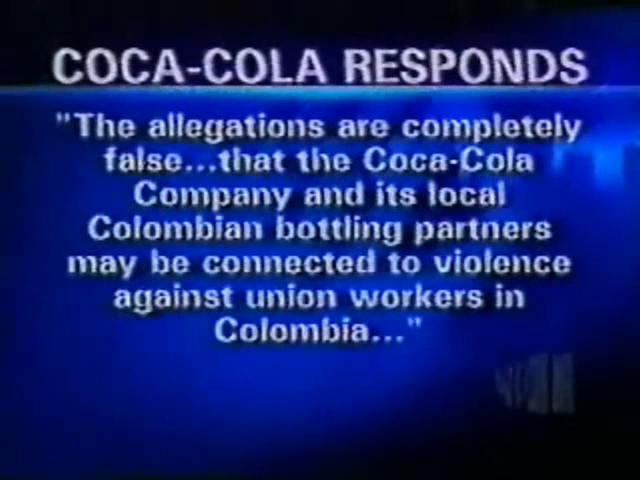 COCA-COLA RESPONDS
"The allegations are completely
false...that the Coca-Cola
Company and its local
Colombian bottling partners
may be connected to violence
against union workers in
Colombia..."